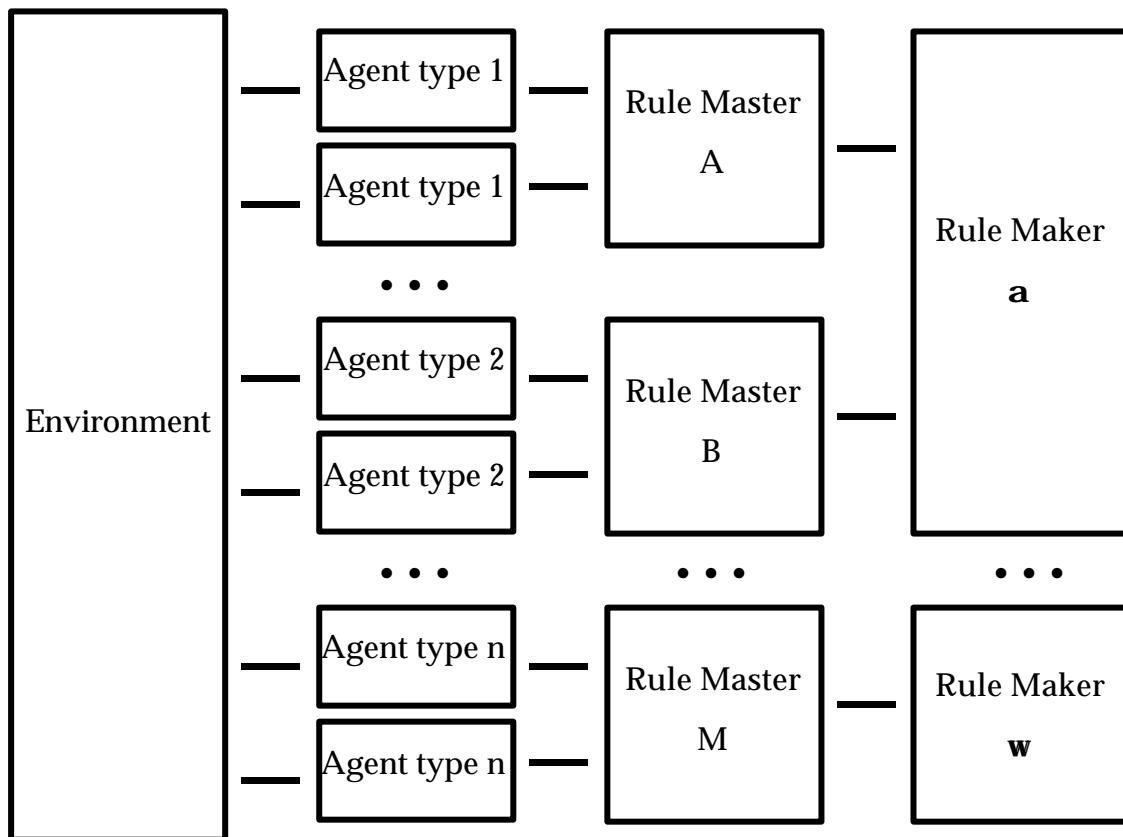 Environment
Agent type 1
Agent type 1
• • •
Agent type 2
Agent type 2
• • •
Agent type n
Agent type n
Rule Master
A
Rule Master
B
• • •
Rule Master
M
Rule Maker
a
• • •
Rule Maker
w